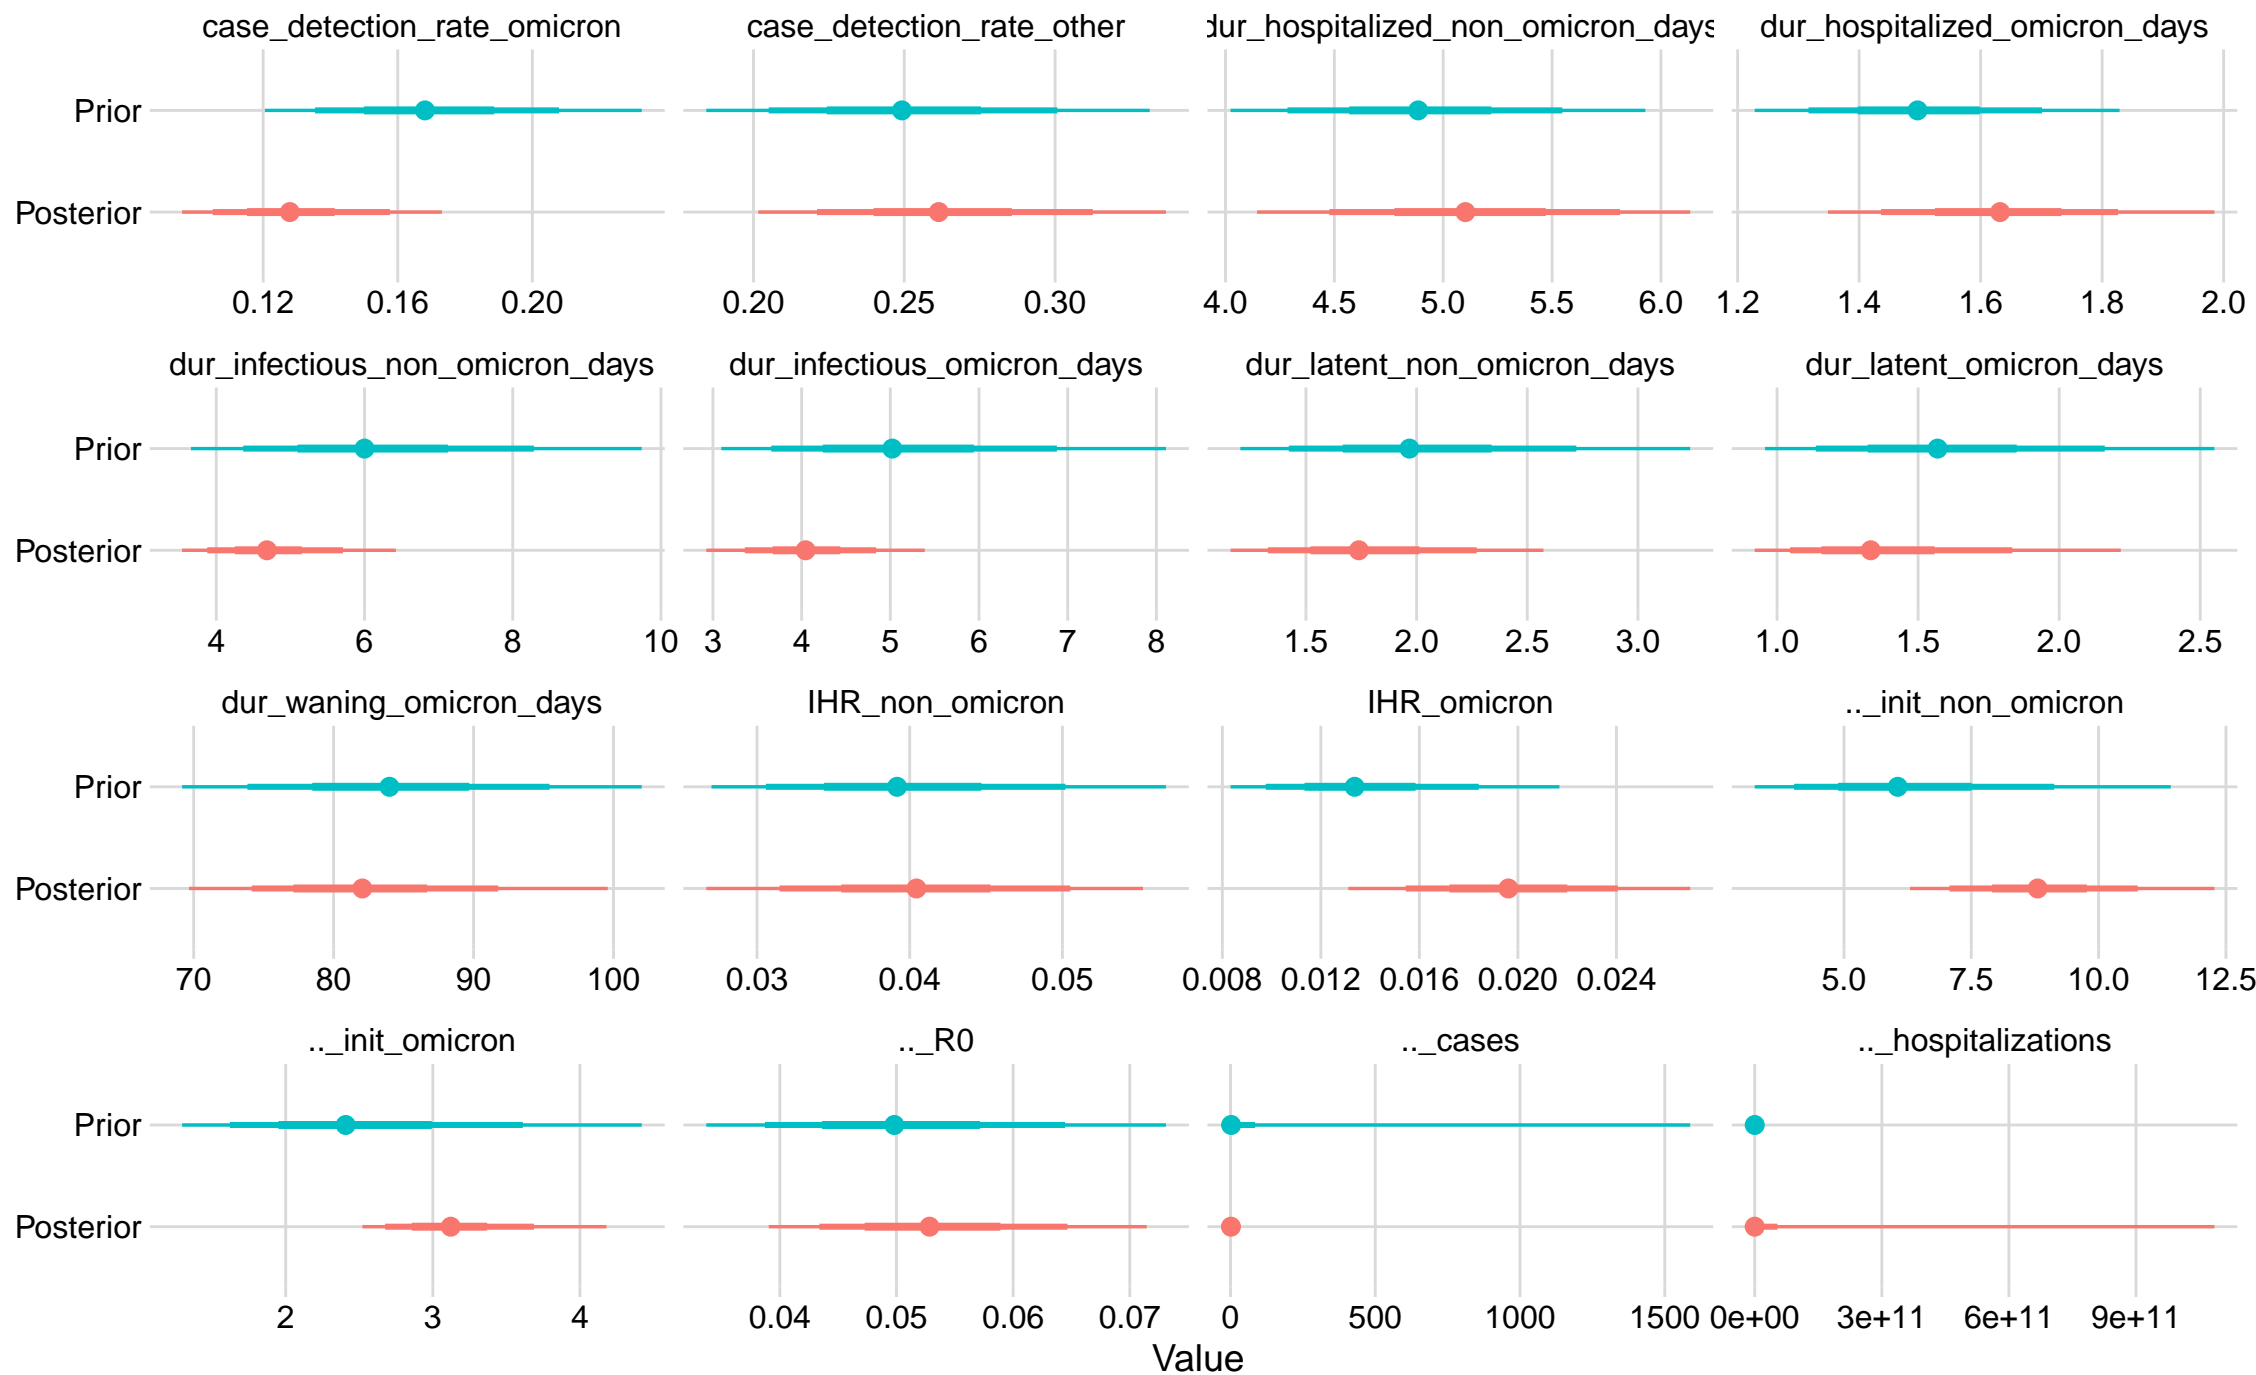 case_detection_rate_omicron case_detection_rate_other dur_hospitalized_non_omicron_days dur_hospitalized_omicron_days
Prior
Posterior
0.12 0.16 0.20 0.20 0.25 0.30 4.0 4.5 5.0 5.5 6.0 1.2 1.4 1.6 1.8 2.0
dur_infectious_non_omicron_days dur_infectious_omicron_days dur_latent_non_omicron_days dur_latent_omicron_days
Prior
Posterior
4 6 8 10 3 4 5 6 7 8 1.5 2.0 2.5 3.0 1.0 1.5 2.0 2.5
dur_waning_omicron_days IHR_non_omicron IHR_omicron .._init_non_omicron
Prior
Posterior
70 80 90 100 0.03 0.04 0.05 0.008 0.012 0.016 0.020 0.024 5.0 7.5 10.0 12.5
.._init_omicron .._R0 .._cases .._hospitalizations
Prior
Posterior
2 3 4 0.04 0.05 0.06 0.07 0 500 1000 1500 0e+00 3e+11 6e+11 9e+11
Value